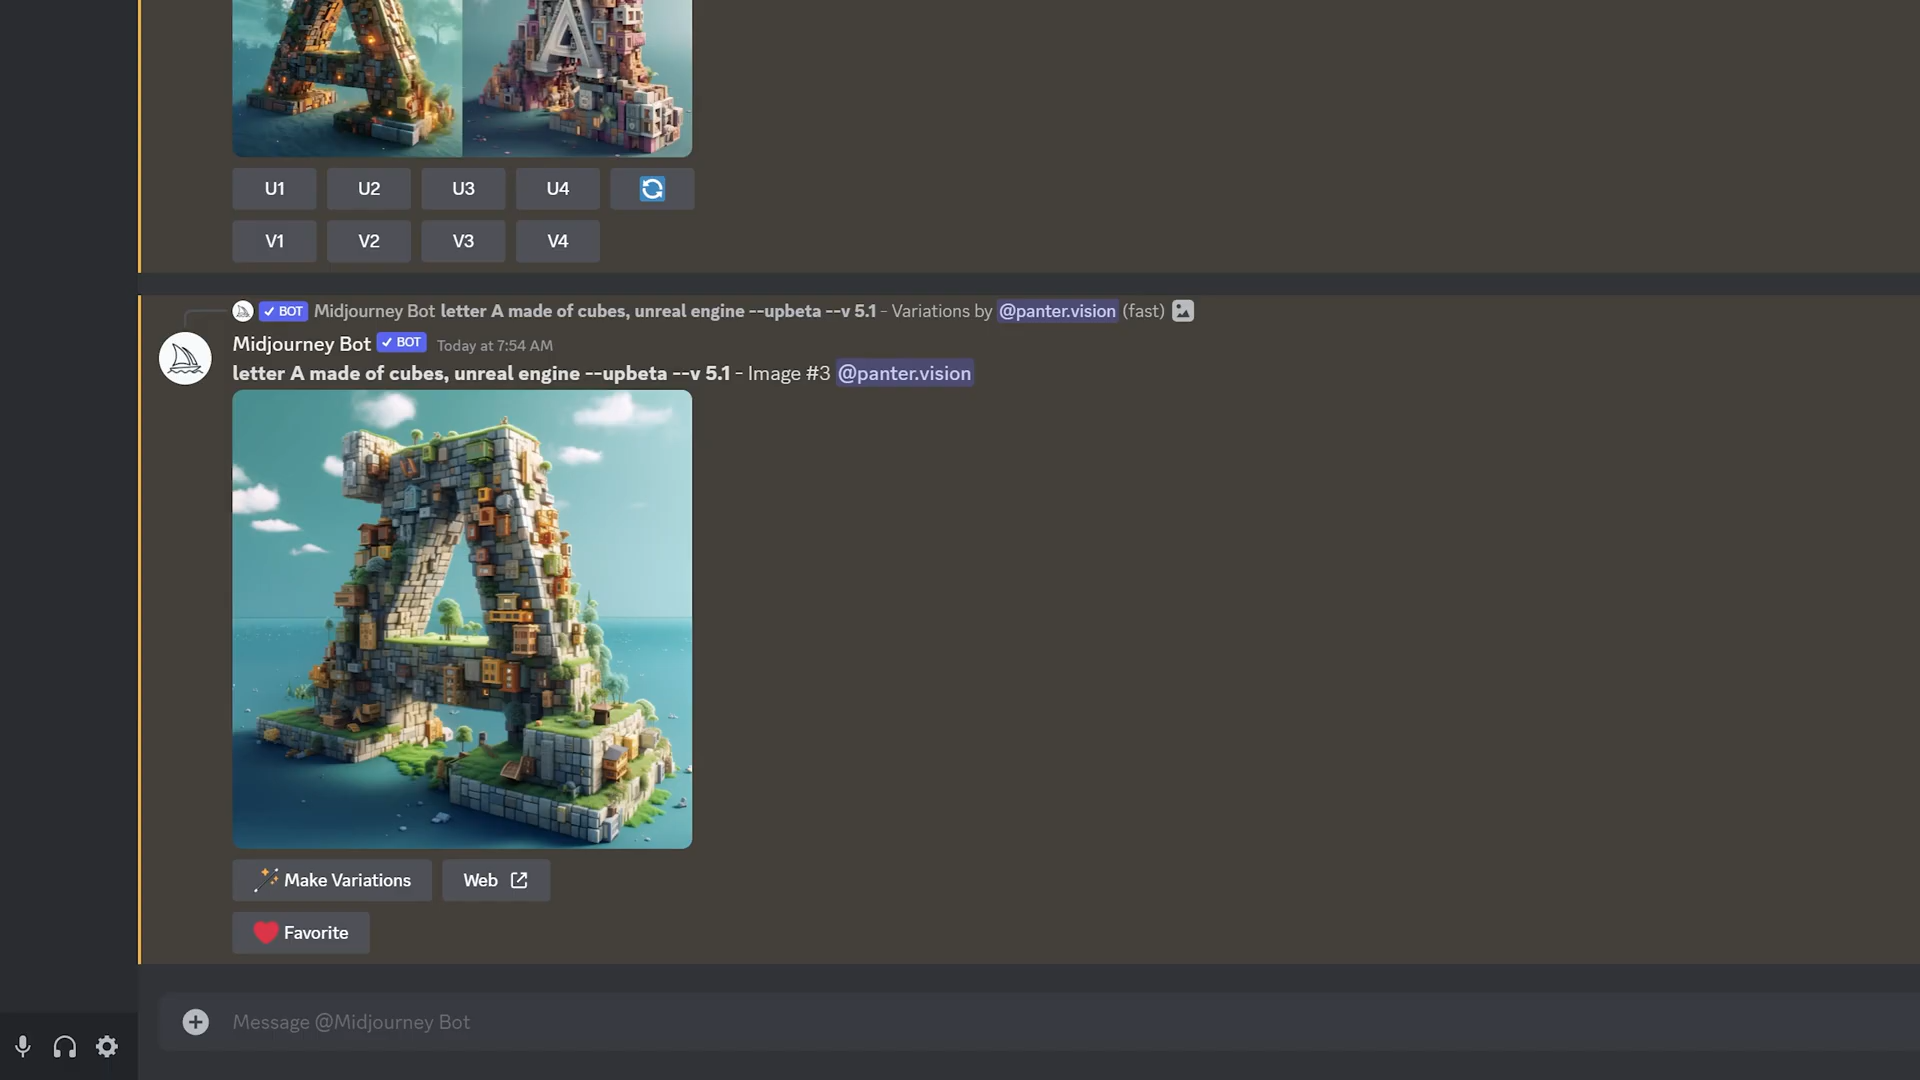 U1 U2 U3 U4
V1 V2 V3 V4
BOT Midjourney Bot letter A made of cubes, unreal engine --upbeta --v 5.1 - Variations by @panter.vision (fast)
Midjourney Bot BOT Today at 7:54 AM
letter A made of cubes, unreal engine --upbeta --v 5.1 - Image #3 @panter.vision
Make Variations Web
Favorite
Message @Midjourney Bot